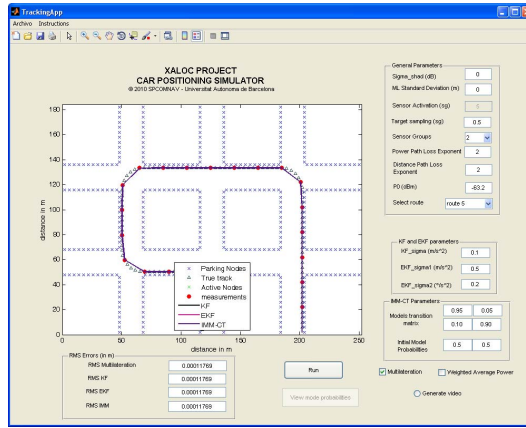 TrackingApp
Archivo Instructions
XALOC PROJECT
CAR POSITIONING SIMULATOR
© 2010 SPCOMNAV - Universitat Autonoma de Barcelona
distance in m
180
160
140
120
100
80
60
40
20
0
0 50 100 150 200 250
distance in m
Parking Nodes
True track
Active Nodes
measurements
KF
EKF
IMM-CT
General Parameters
Sigma_shad (dB) 0
ML Standard Deviation (m) 0
Sensor Activation (sg)
Target sampling (sg) 0.5
Sensor Groups 2
Power Path Loss Exponent 2
Distance Path Loss
Exponent 2
P0 (dBm) -63.2
Select route route 5
KF and EKF parameters
KF_sigma (m/s^2) 0.1
EKF_sigma1 (m/s^2) 0.5
EKF_sigma2 (º/s^2) 0.2
IMM-CT Parameters
Models transition
matrix
0.95 0.05
0.10 0.90
Initial Model
Probabilities 0.5 0.5
RMS Errors (in m)
RMS Multilateration 0.00011769
RMS KF 0.00011769
RMS EKF 0.00011769
RMS IMM 0.00011769
Run
View mode probabilities
Multilateration Weighted Average Power
Generate video